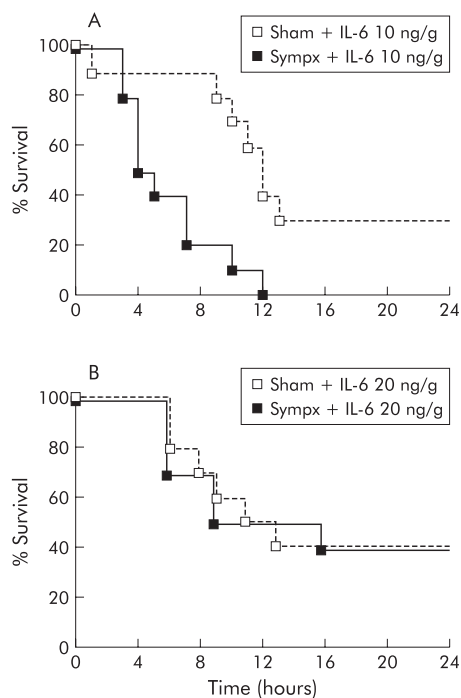 A
Sham + IL-6 10 ng/g
Sympx + IL-6 10 ng/g
% Survival
100
80
60
40
20
0
0 4 8 12 16 20 24
B
Sham + IL-6 20 ng/g
Sympx + IL-6 20 ng/g
% Survival
100
80
60
40
20
0
0 4 8 12 16 20 24
Time (hours)